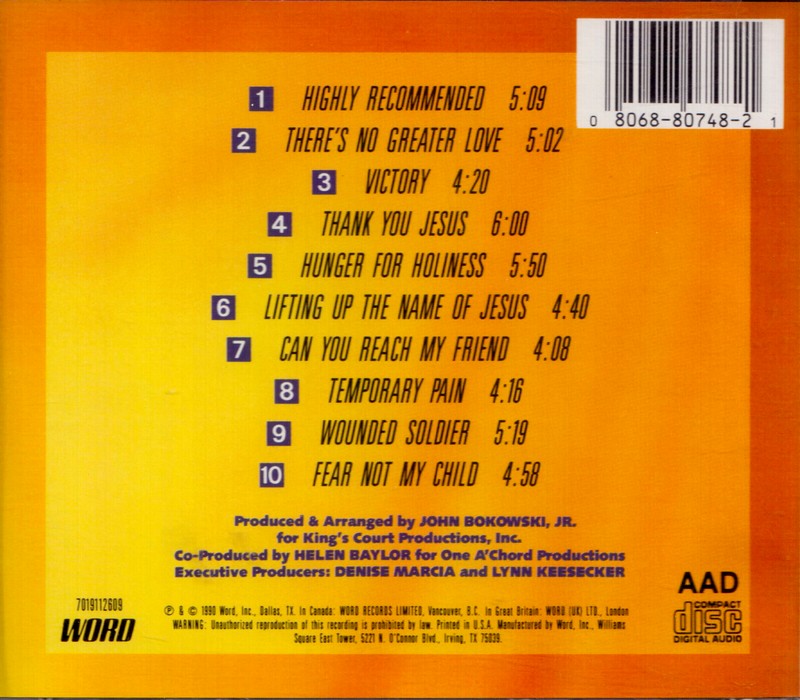 0 8068-80748-2 1
1 HIGHLY RECOMMENDED 5:09
2 THERE'S NO GREATER LOVE 5:02
3 VICTORY 4:20
4 THANK YOU JESUS 6:00
5 HUNGER FOR HOLINESS 5:50
6 LIFTING UP THE NAME OF JESUS 4:40
7 CAN YOU REACH MY FRIEND 4:08
8 TEMPORARY PAIN 4:16
9 WOUNDED SOLDIER 5:19
10 FEAR NOT MY CHILD 4:58
Produced & Arranged by JOHN BOKOWSKI, JR.
for King's Court Productions, Inc.
Co-Produced by HELEN BAYLOR for One A'Chord Productions
Executive Producers: DENISE MARCIA and LYNN KEESECKER
7019112609
WORD
℗ & © 1990 Word, Inc., Dallas, TX. In Canada: WORD RECORDS LIMITED, Vancouver, B.C. In Great Britain: WORD (UK) LTD., London
WARNING: Unauthorized reproduction of this recording is prohibited by law. Printed in U.S.A. Manufactured by Word, Inc., Williams
Square East Tower, 5221 N. O'Connor Blvd., Irving, TX 75039.
AAD
COMPACT
disc
DIGITAL AUDIO